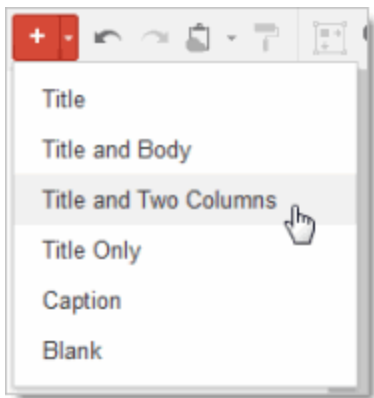 Title
Title and Body
Title and Two Columns
Title Only
Caption
Blank